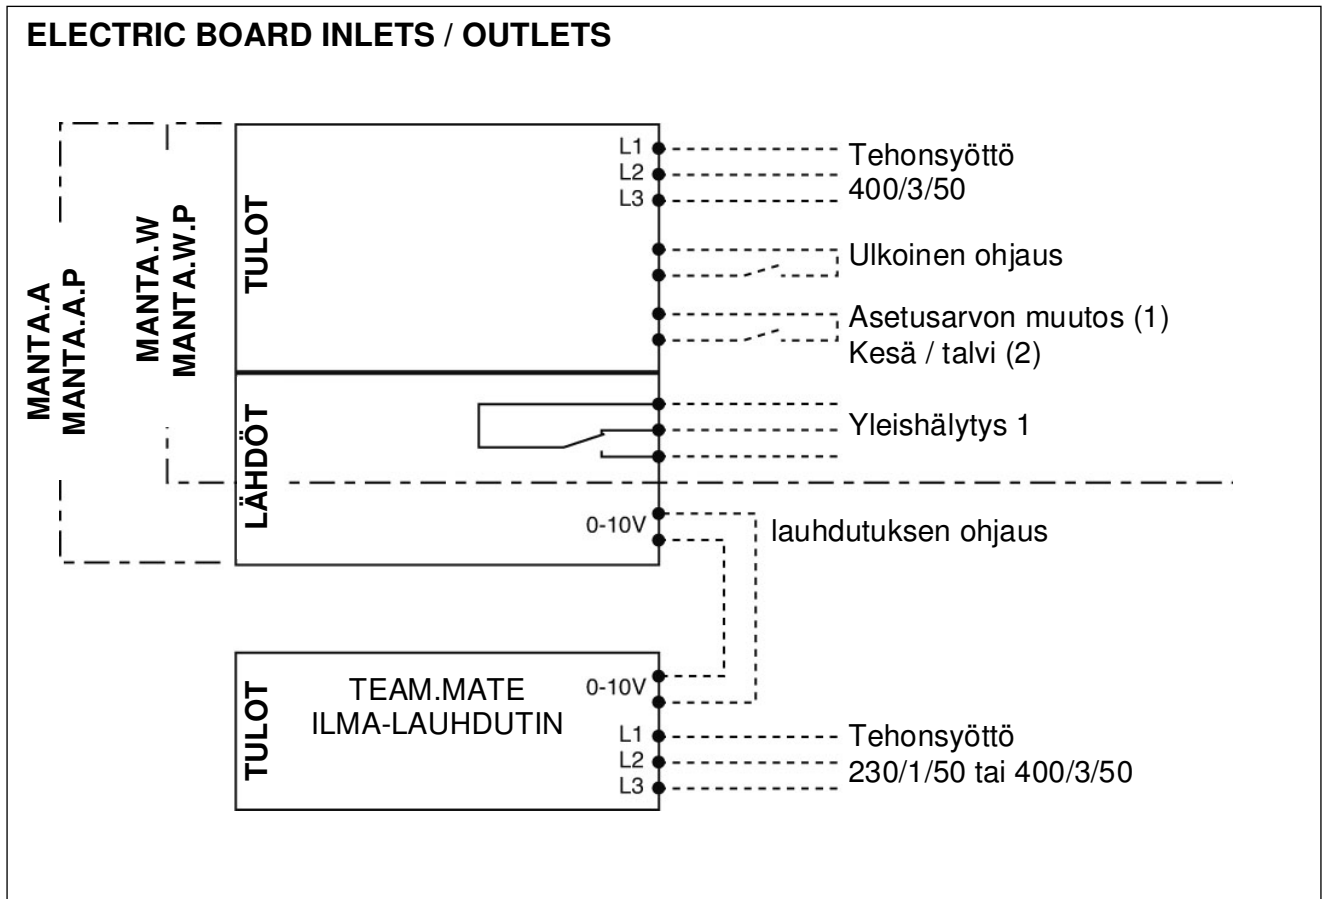 ELECTRIC BOARD INLETS / OUTLETS
MANTA.A
MANTA.A.P
MANTA.W
MANTA.W.P
TULOT
L1
L2
L3
Tehonsyöttö
400/3/50
Ulkoinen ohjaus
Asetusarvon muutos (1)
Kesä / talvi (2)
LÄHDÖT
Yleishälytys 1
0-10V
lauhdutuksen ohjaus
TULOT
TEAM.MATE
ILMA-LAUHDUTIN
0-10V
L1
L2
L3
Tehonsyöttö
230/1/50 tai 400/3/50